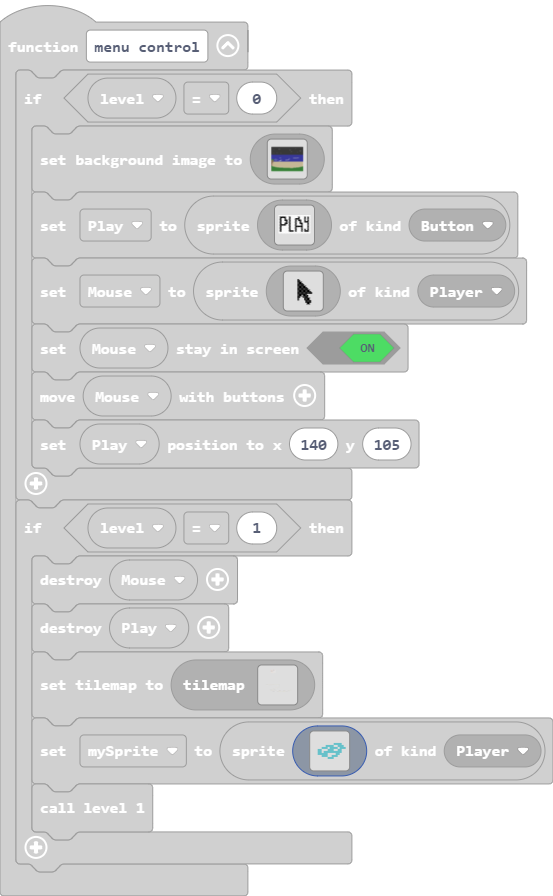 function menu control
if level = 0 then
set background image to
set Play to sprite PLAY of kind Button
set Mouse to sprite of kind Player
set Mouse stay in screen ON
move Mouse with buttons
set Play position to x 140 y 105
if level = 1 then
destroy Mouse
destroy Play
set tilemap to tilemap
set mySprite to sprite of kind Player
call level 1